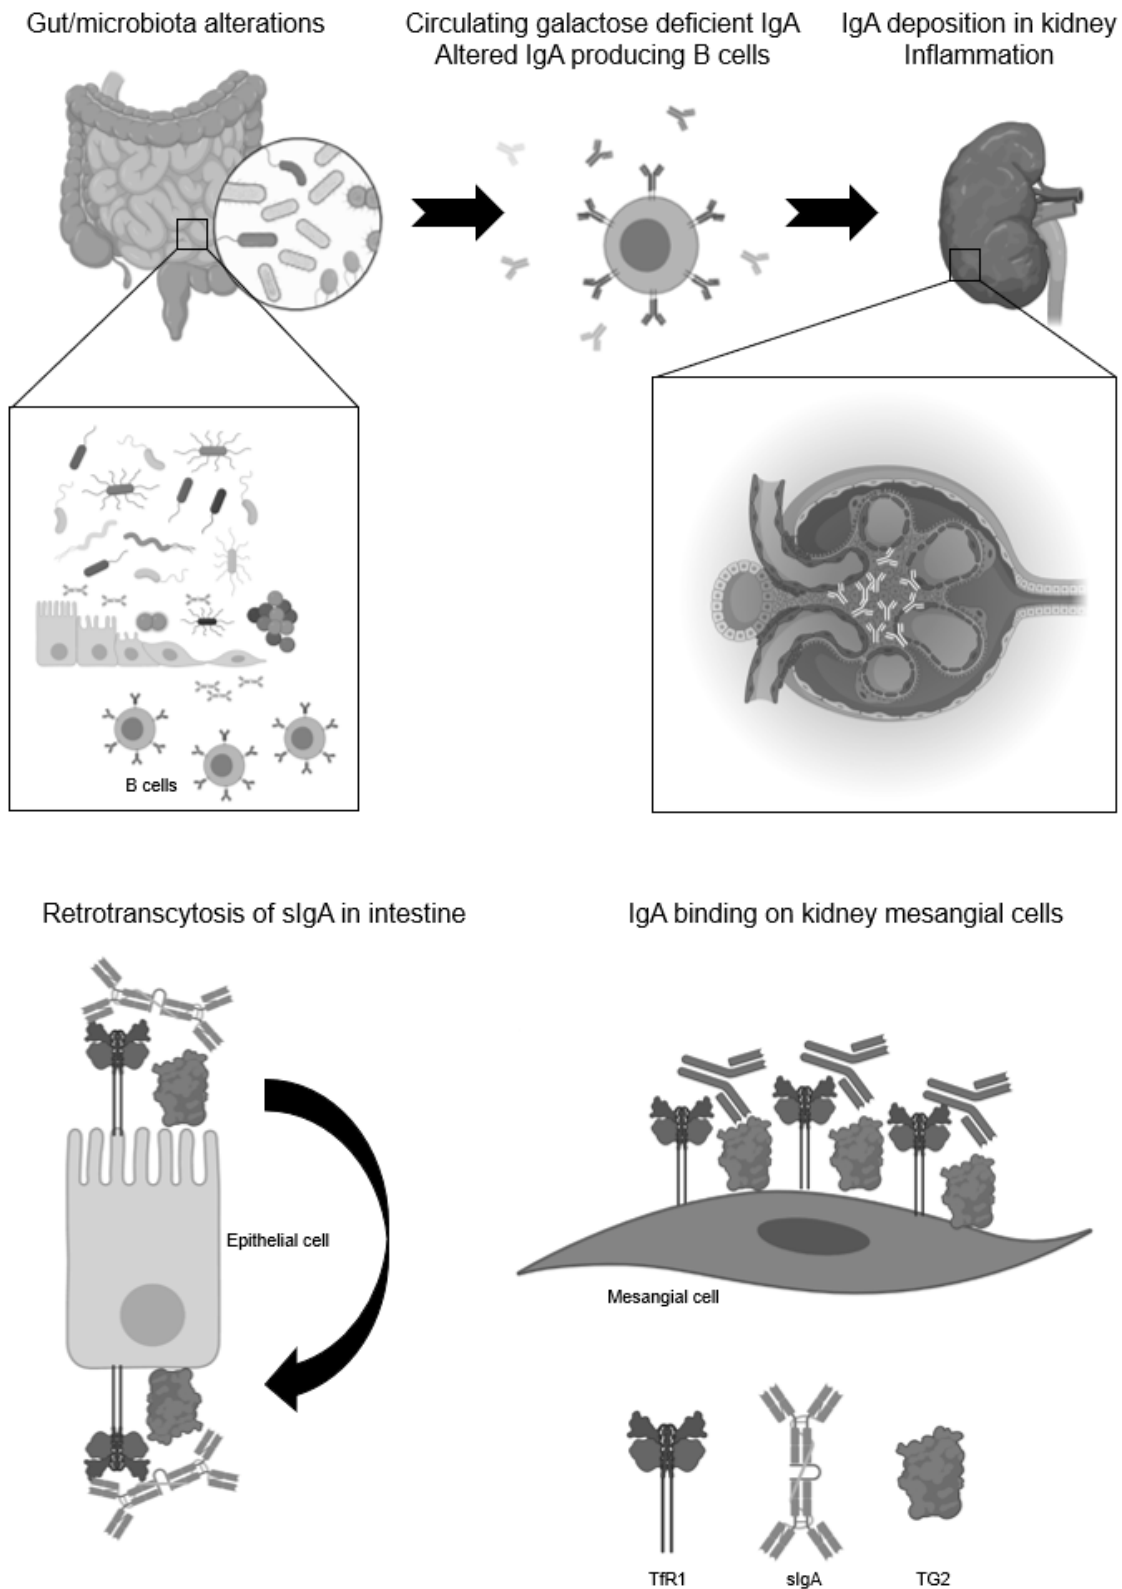 Gut/microbiota alterations
Circulating galactose deficient IgA
Altered IgA producing B cells
IgA deposition in kidney
Inflammation
B cells
Retrotranscytosis of sIgA in intestine
IgA binding on kidney mesangial cells
Epithelial cell
Mesangial cell
TfR1
sIgA
TG2